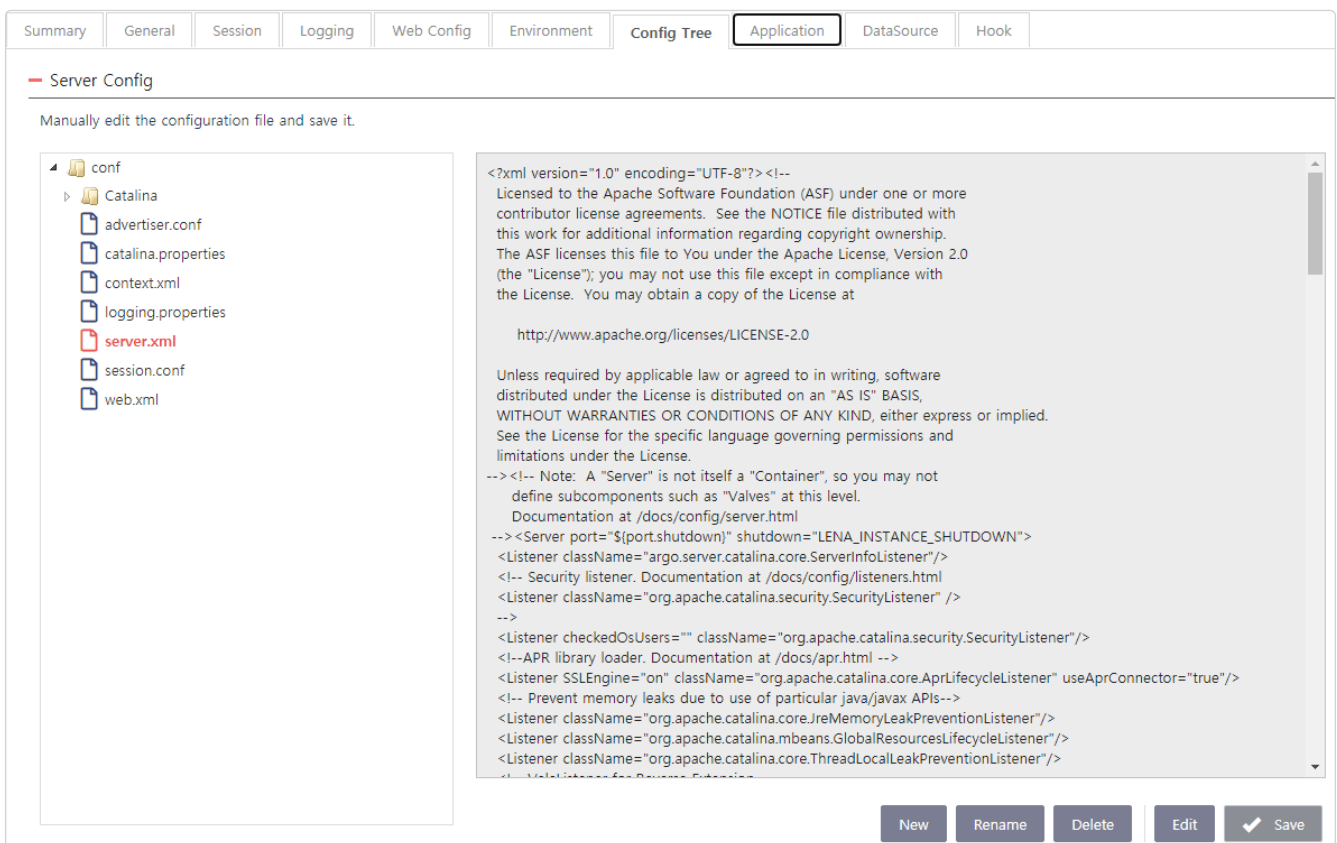 Summary General Session Logging Web Config Environment Config Tree Application DataSource Hook
Server Config
Manually edit the configuration file and save it.
conf
Catalina
advertiser.conf
catalina.properties
context.xml
logging.properties
server.xml
session.conf
web.xml
<?xml version="1.0" encoding="UTF-8"?><!--
Licensed to the Apache Software Foundation (ASF) under one or more
contributor license agreements.  See the NOTICE file distributed with
this work for additional information regarding copyright ownership.
The ASF licenses this file to You under the Apache License, Version 2.0
(the "License"); you may not use this file except in compliance with
the License.  You may obtain a copy of the License at
http://www.apache.org/licenses/LICENSE-2.0
Unless required by applicable law or agreed to in writing, software
distributed under the License is distributed on an "AS IS" BASIS,
WITHOUT WARRANTIES OR CONDITIONS OF ANY KIND, either express or implied.
See the License for the specific language governing permissions and
limitations under the License.
--><!-- Note:  A "Server" is not itself a "Container", so you may not
define subcomponents such as "Valves" at this level.
Documentation at /docs/config/server.html
--><Server port="${port.shutdown}" shutdown="LENA_INSTANCE_SHUTDOWN">
<Listener className="argo.server.catalina.core.ServerInfoListener"/>
<!-- Security listener. Documentation at /docs/config/listeners.html
<Listener className="org.apache.catalina.security.SecurityListener" />
-->
<Listener checkedOsUsers="" className="org.apache.catalina.security.SecurityListener"/>
<!--APR library loader. Documentation at /docs/apr.html -->
<Listener SSLEngine="on" className="org.apache.catalina.core.AprLifecycleListener" useAprConnector="true"/>
<!-- Prevent memory leaks due to use of particular java/javax APIs-->
<Listener className="org.apache.catalina.core.JreMemoryLeakPreventionListener"/>
<Listener className="org.apache.catalina.mbeans.GlobalResourcesLifecycleListener"/>
<Listener className="org.apache.catalina.core.ThreadLocalLeakPreventionListener"/>
New Rename Delete Edit Save